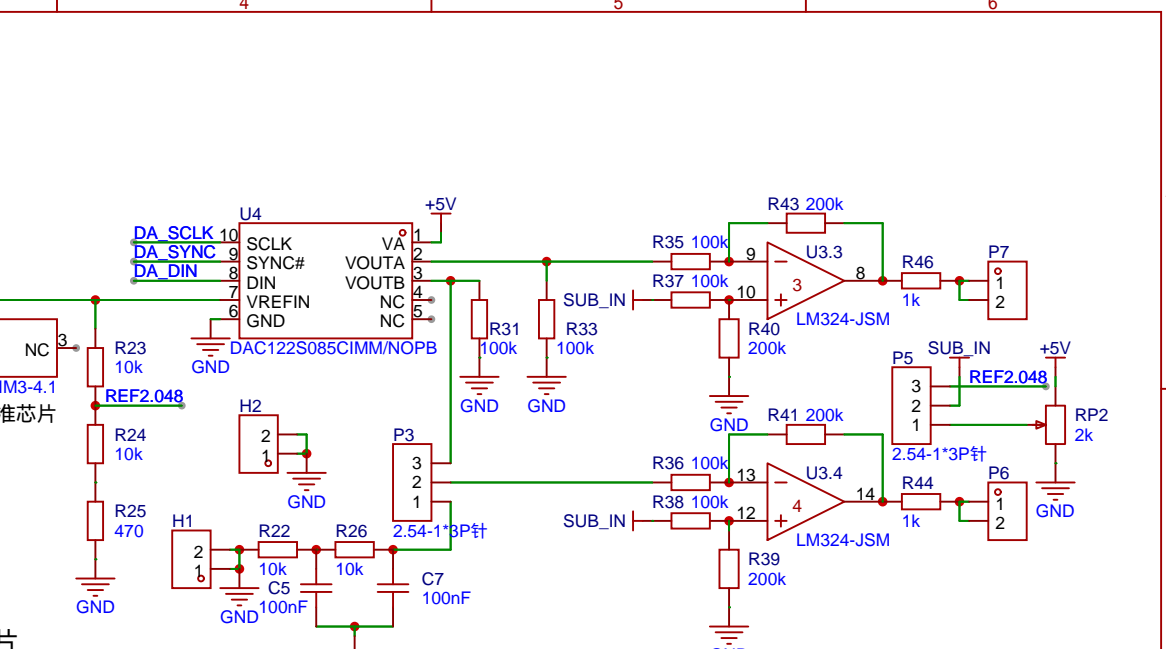 4
5
6
U4
+5V
DA_SCLK
10
SCLK
VA
1
DA_SYNC
9
SYNC#
VOUTA
2
DA_DIN
8
DIN
VOUTB
3
7
VREFIN
NC
4
6
GND
NC
5
GND
DAC122S085CIMM/NOPB
NC
3
IM3-4.1
准芯片
R23
10k
REF2.048
R24
10k
R25
470
GND
R31
100k
GND
R33
100k
GND
H2
2
1
GND
P3
3
2
1
2.54-1*3P针
H1
2
1
R22
10k
R26
10k
GND
C5
100nF
C7
100nF
R43 200k
R35 100k
9
U3.3
R37 100k
SUB_IN
10
3
8
LM324-JSM
R40
200k
GND
R46
1k
P7
1
2
P5
SUB_IN
+5V
REF2.048
3
2
1
2.54-1*3P针
RP2
2k
GND
R41 200k
R36 100k
13
U3.4
R38 100k
SUB_IN
12
4
14
LM324-JSM
R39
200k
R44
1k
P6
1
2
片